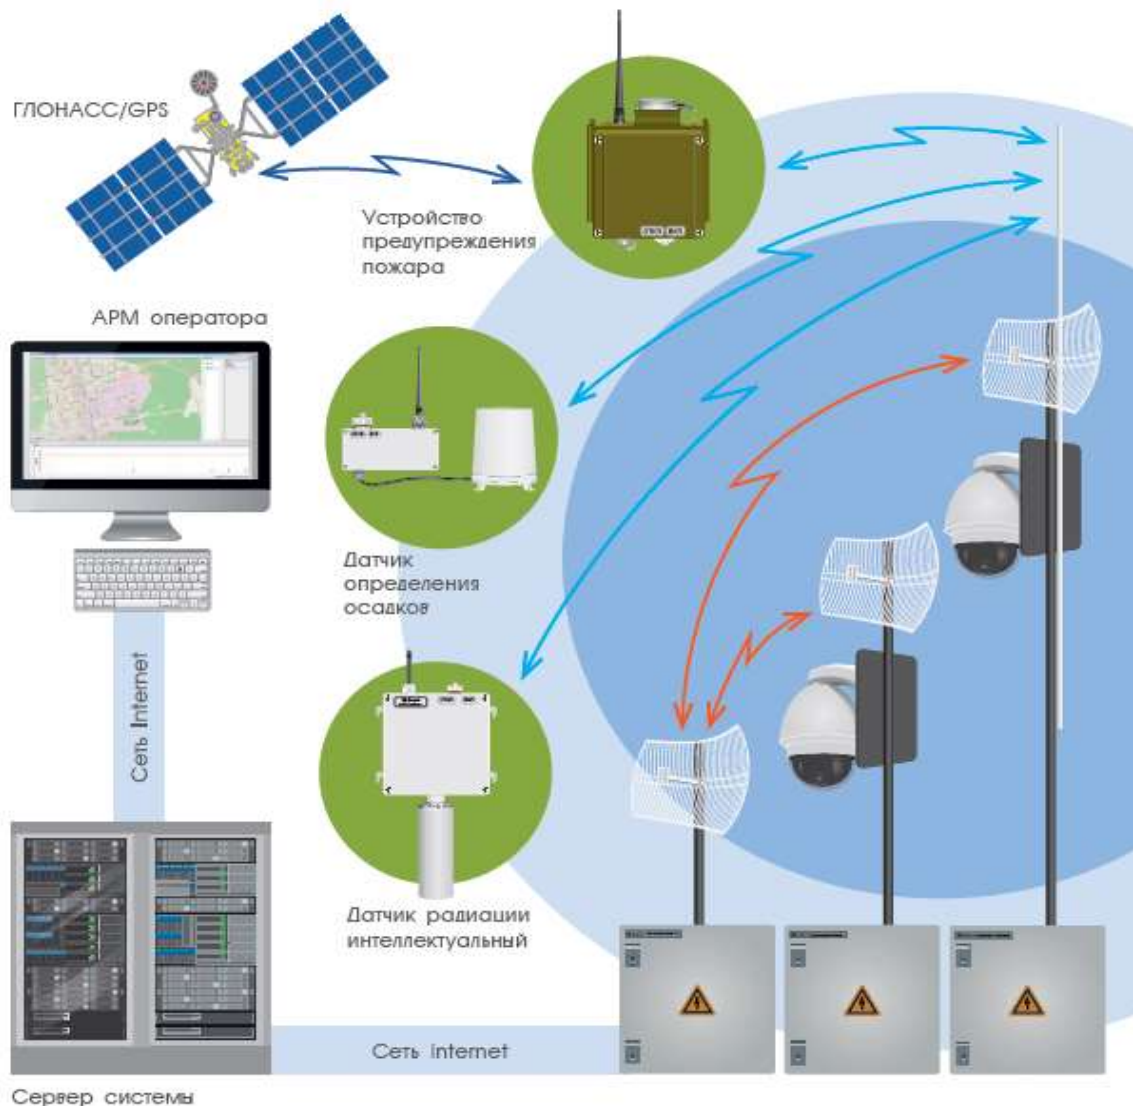 ГЛОНАСС/GPS
Устройство
предупреждения
пожара
АРМ оператора
Датчик
определения
осадков
Сеть Internet
Датчик радиации
интеллектуальный
Сеть internet
Сервер системы